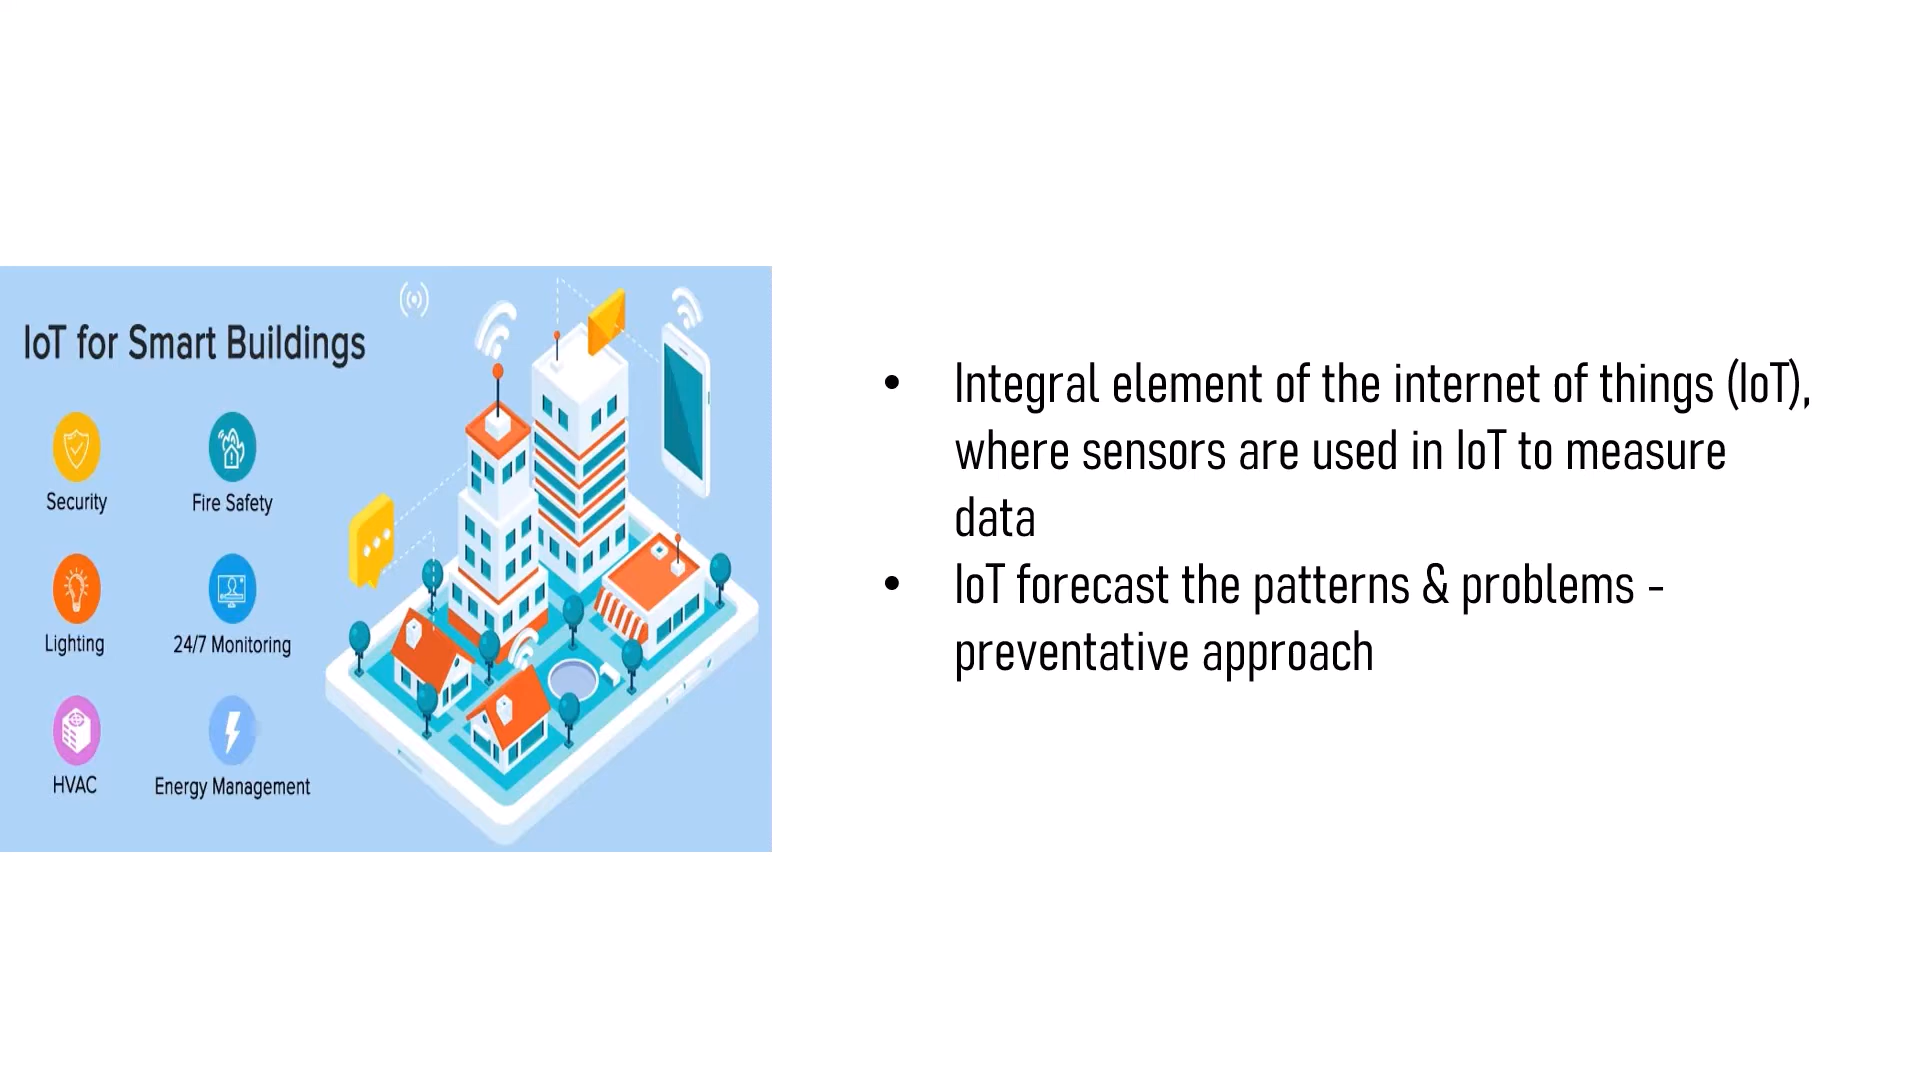 IoT for Smart Buildings
Security
Fire Safety
Lighting
24/7 Monitoring
HVAC
Energy Management
• Integral element of the internet of things (IoT),
where sensors are used in IoT to measure
data
• IoT forecast the patterns & problems -
preventative approach